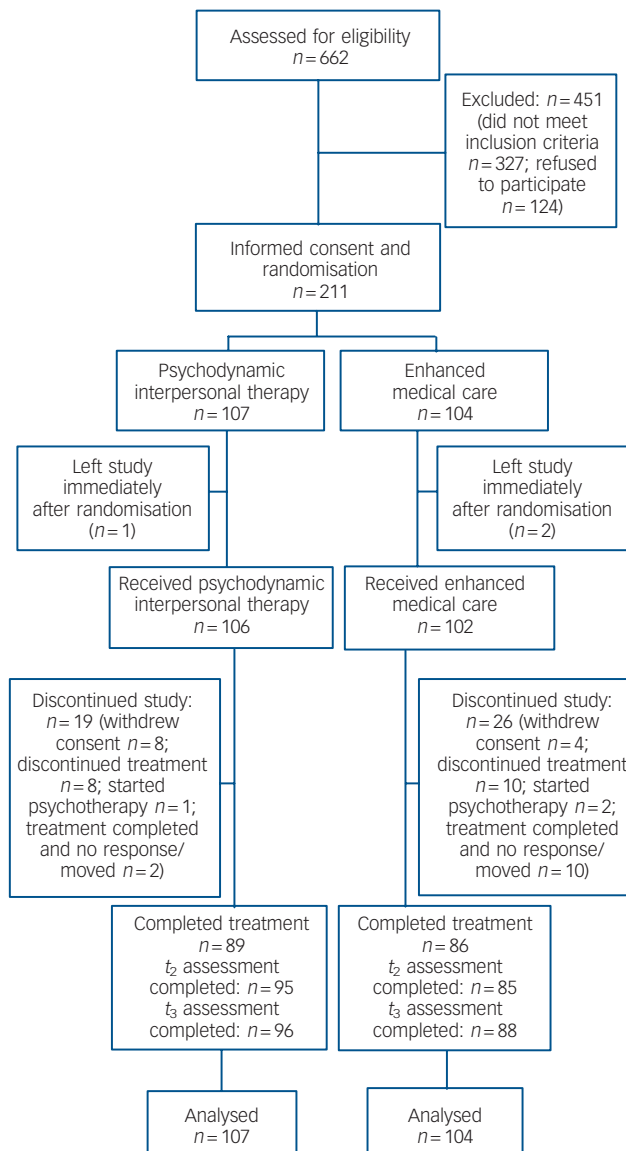 Assessed for eligibility
n=662
Excluded: n=451
(did not meet
inclusion criteria
n=327; refused
to participate
n=124)
Informed consent and
randomisation
n=211
Psychodynamic
interpersonal therapy
n=107
Enhanced
medical care
n=104
Left study
immediately
after randomisation
(n=1)
Left study
immediately
after randomisation
(n=2)
Received psychodynamic
interpersonal therapy
n=106
Received enhanced
medical care
n=102
Discontinued study:
n=19 (withdrew
consent n=8;
discontinued treatment
n=8; started
psychotherapy n=1;
treatment completed
and no response/
moved n=2)
Discontinued study:
n=26 (withdrew
consent n=4;
discontinued treatment
n=10; started
psychotherapy n=2;
treatment completed
and no response/
moved n=10)
Completed treatment
n=89
t2 assessment
completed: n=95
t3 assessment
completed: n=96
Completed treatment
n=86
t2 assessment
completed: n=85
t3 assessment
completed: n=88
Analysed
n=107
Analysed
n=104